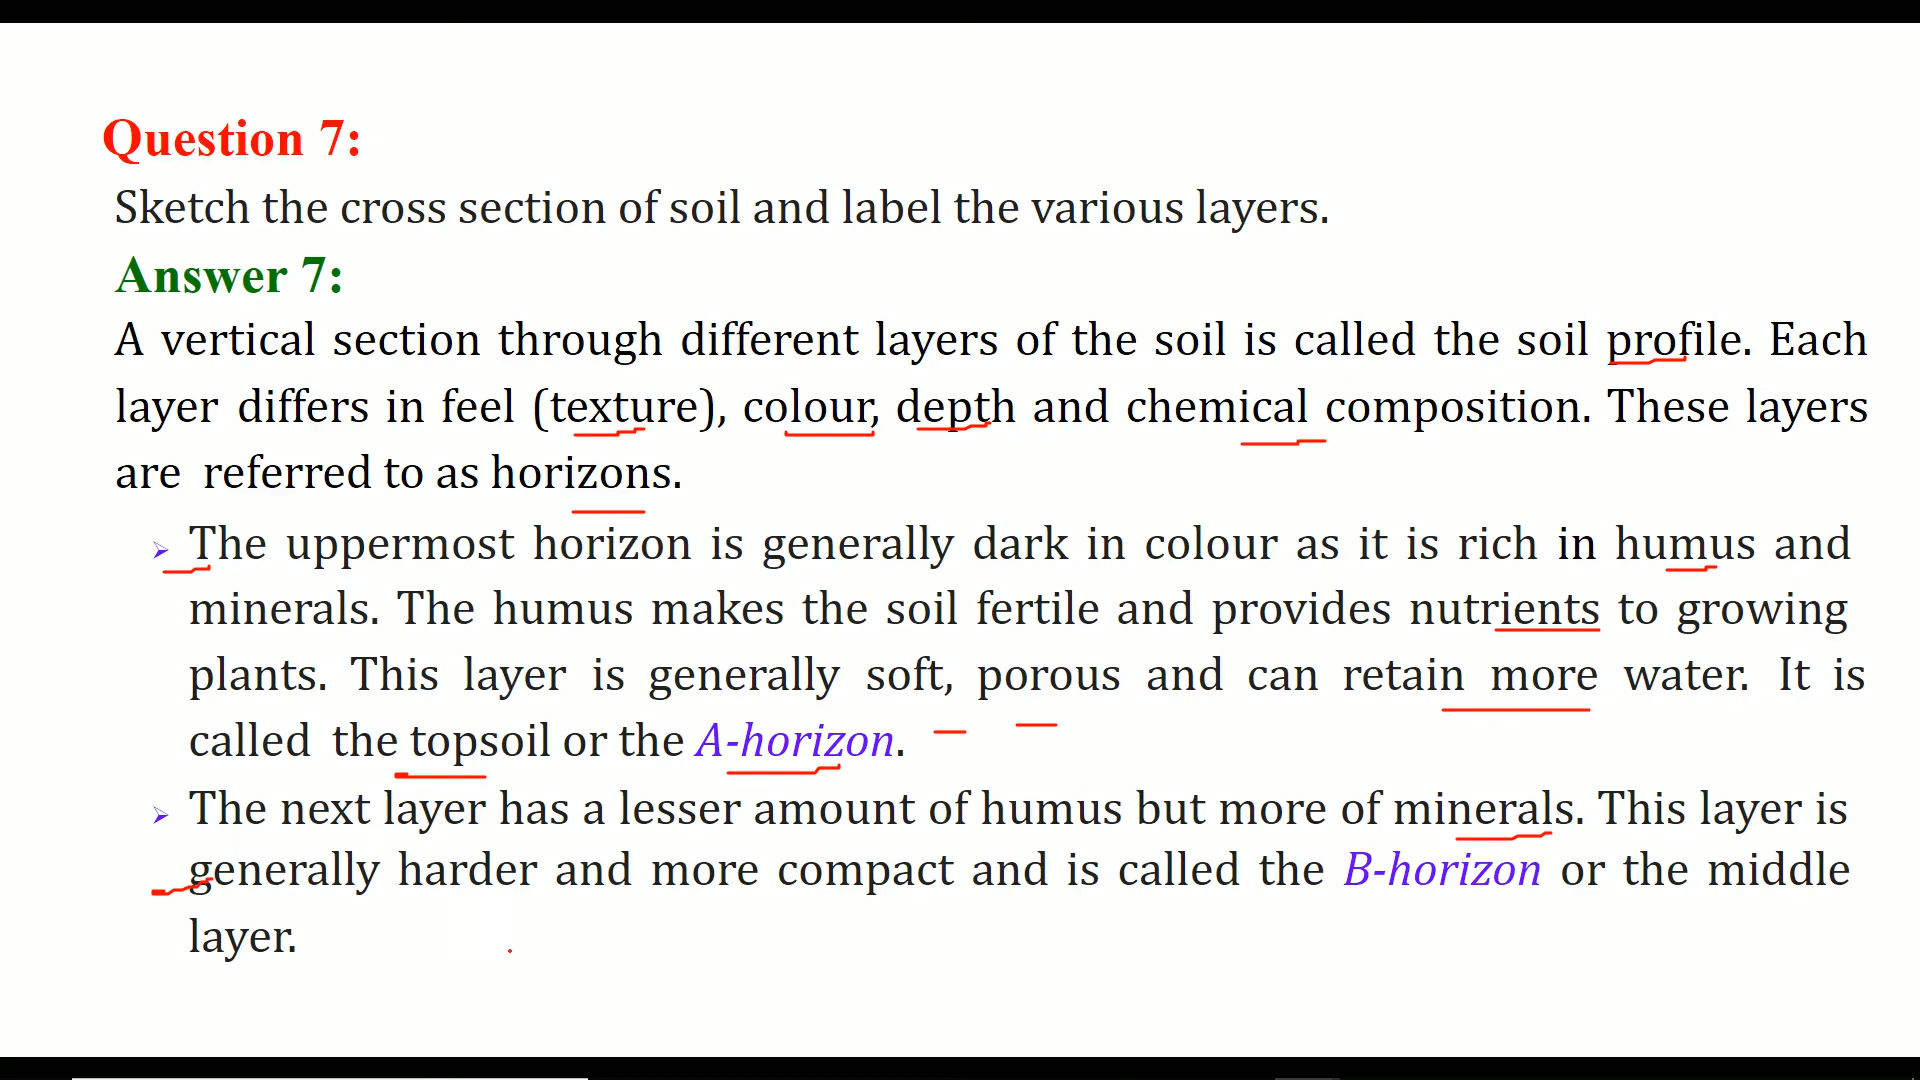 Question 7:
Sketch the cross section of soil and label the various layers.
Answer 7:
A vertical section through different layers of the soil is called the soil profile. Each
layer differs in feel (texture), colour, depth and chemical composition. These layers
are referred to as horizons.
➢ The uppermost horizon is generally dark in colour as it is rich in humus and
minerals. The humus makes the soil fertile and provides nutrients to growing
plants. This layer is generally soft, porous and can retain more water. It is
called the topsoil or the A-horizon.
➢ The next layer has a lesser amount of humus but more of minerals. This layer is
generally harder and more compact and is called the B-horizon or the middle
layer.